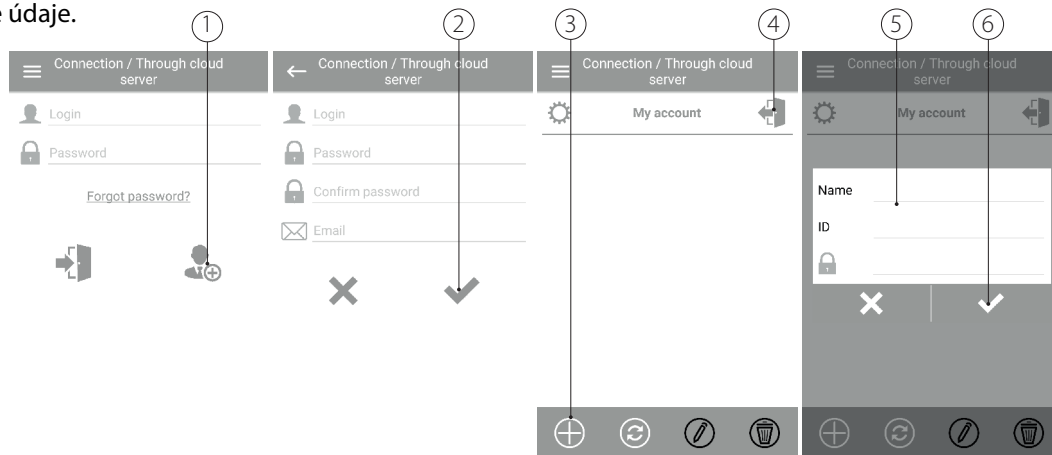 e údaje.
1
2
3
4
5
6
Connection / Through cloud
server
Login
Password
Forgot password?
Connection / Through cloud
server
Login
Password
Confirm password
Email
Connection / Through cloud
server
My account
Connection / Through cloud
server
My account
Name
ID